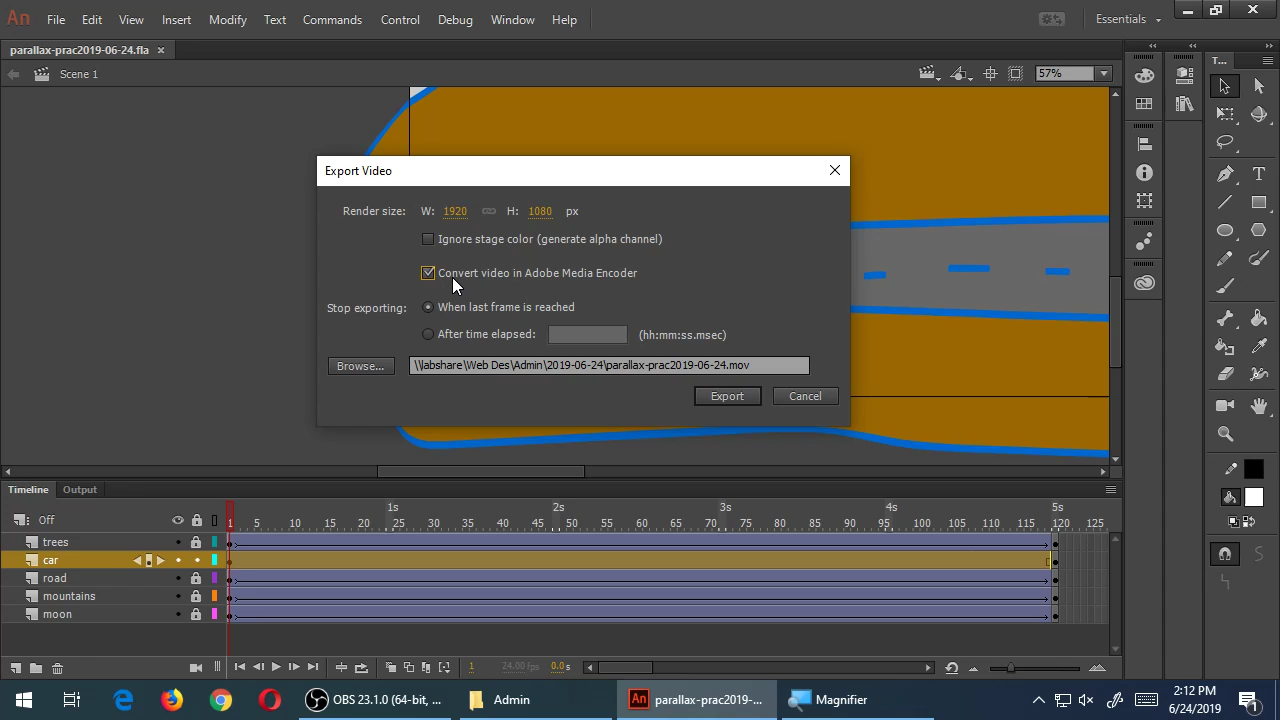 An File Edit View Insert Modify Text Commands Control Debug Window Help Essentials
parallax-prac2019-06-24.fla ×
Scene 1 57% T...
Export Video
Render size: W: 1920 H: 1080 px
Ignore stage color (generate alpha channel)
Convert video in Adobe Media Encoder
Stop exporting: When last frame is reached
After time elapsed: (hh:mm:ss.msec)
Browse... \\labshare\Web Des\Admin\2019-06-24\parallax-prac2019-06-24.mov
Export Cancel
Timeline Output
1s 2s 3s 4s 5s
Off 1 5 10 15 20 25 30 35 40 45 50 55 60 65 70 75 80 85 90 95 100 105 110 115 120 125
trees
car
road
mountains
moon
1 24.00 fps 0.0 s
OBS 23.1.0 (64-bit, ... Admin An parallax-prac2019-... Magnifier
2:12 PM
6/24/2019 1